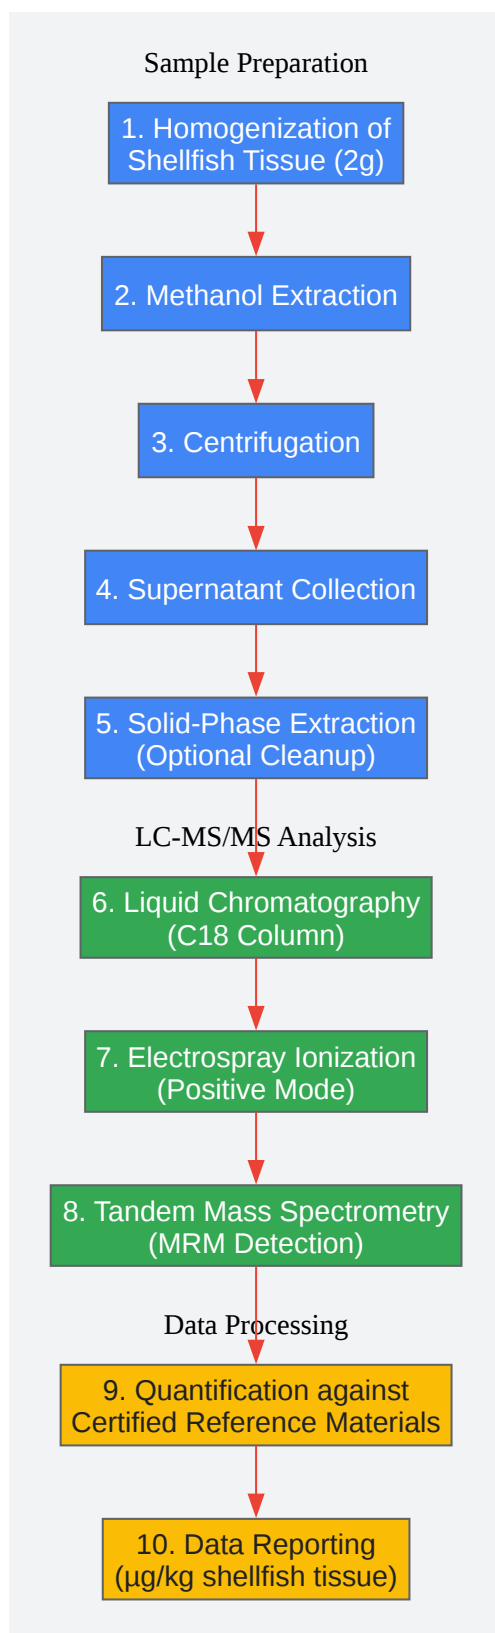 Sample Preparation
1. Homogenization of
Shellfish Tissue (2g)
2. Methanol Extraction
3. Centrifugation
4. Supernatant Collection
5. Solid-Phase Extraction
(Optional Cleanup)
LC-MS/MS Analysis
6. Liquid Chromatography
(C18 Column)
7. Electrospray Ionization
(Positive Mode)
8. Tandem Mass Spectrometry
(MRM Detection)
Data Processing
9. Quantification against
Certified Reference Materials
10. Data Reporting
(µg/kg shellfish tissue)